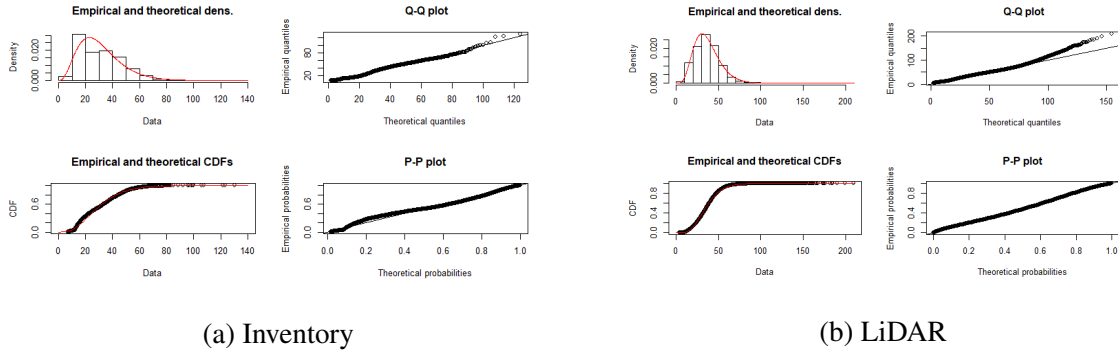 Empirical and theoretical dens.
Density
0.000 0.020
0 20 40 60 80 100 120 140
Data
Q-Q plot
Empirical quantiles
20 80
0 20 40 60 80 100 120
Theoretical quantiles
Empirical and theoretical CDFs
CDF
0.0 0.6
0 20 40 60 80 100 120 140
Data
P-P plot
Empirical probabilities
0.0 0.6
0.0 0.2 0.4 0.6 0.8 1.0
Theoretical probabilities
(a) Inventory
Empirical and theoretical dens.
Density
0.000 0.020
0 50 100 150 200
Data
Q-Q plot
Empirical quantiles
0 100 200
0 50 100 150
Theoretical quantiles
Empirical and theoretical CDFs
CDF
0.0 0.4 0.8
0 50 100 150 200
Data
P-P plot
Empirical probabilities
0.0 0.4 0.8
0.0 0.2 0.4 0.6 0.8 1.0
Theoretical probabilities
(b) LiDAR